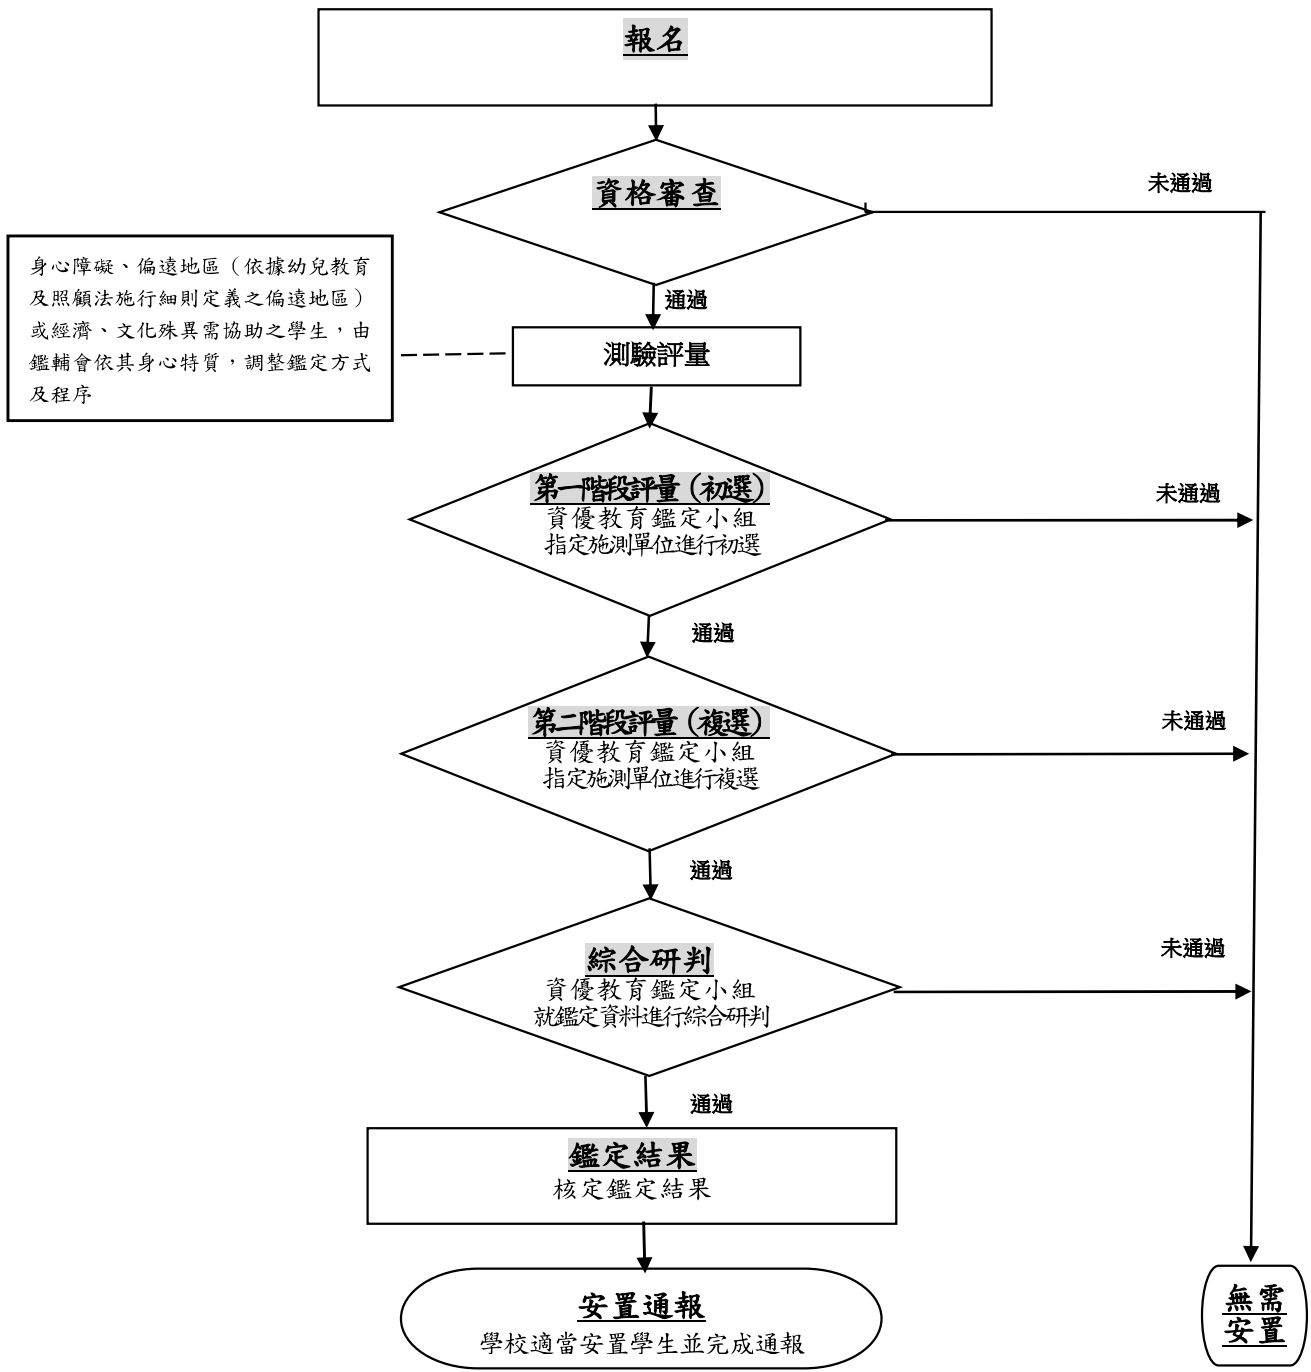 報名
資格審查
未通過
身心障礙、偏遠地區（依據幼兒教育
及照顧法施行細則定義之偏遠地區）
或經濟、文化殊異需協助之學生，由
鑑輔會依其身心特質，調整鑑定方式
及程序
通過
測驗評量
第一階段評量（初選）
資優教育鑑定小組
指定施測單位進行初選
未通過
通過
第二階段評量（複選）
資優教育鑑定小組
指定施測單位進行複選
未通過
通過
綜合研判
資優教育鑑定小組
就鑑定資料進行綜合研判
未通過
通過
鑑定結果
核定鑑定結果
安置通報
學校適當安置學生並完成通報
無需
安置